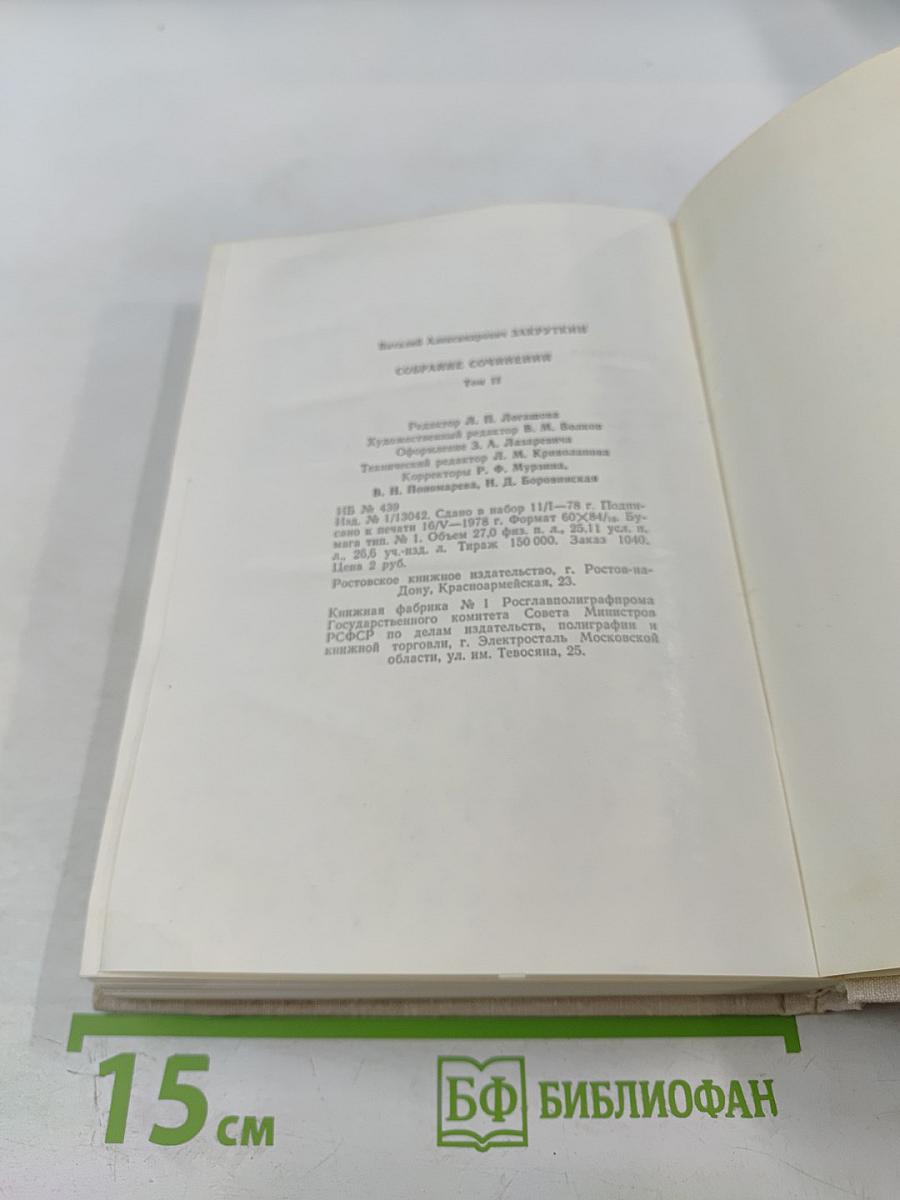 Виталий Александрович ЗАКРУТКИН
СОБРАНИЕ СОЧИНЕНИЙ
Том II
Редактор Л. П. Логашова
Художественный редактор В. М. Волков
Оформление З. А. Лазаревича
Технический редактор Л. М. Криволапова
Корректоры Р. Ф. Мурзина,
В. Н. Пономарева, Н. Д. Боровинская
ИБ № 439
Изд. № 1/13042. Сдано в набор 11/I—78 г. Подпи-
сано к печати 16/V—1978 г. Формат 60×84/16. Бу-
мага тип. № 1. Объем 27,0 физ. п. л., 25,11 усл. п.
л., 26,6 уч.-изд. л. Тираж 150 000. Заказ 1040.
Цена 2 руб.
Ростовское книжное издательство, г. Ростов-на-
Дону, Красноармейская, 23.
Книжная фабрика № 1 Росглавполиграфпрома
Государственного комитета Совета Министров
РСФСР по делам издательств, полиграфии и
книжной торговли, г. Электросталь Московской
области, ул. им. Тевосяна, 25.
15 см
БФ БИБЛИОФАН